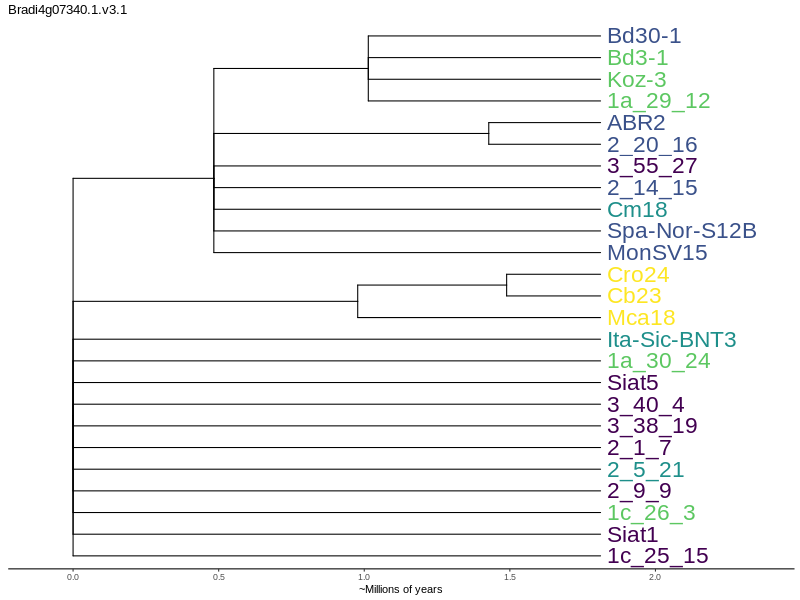 Bradi4g07340.1.v3.1
Bd30-1
Bd3-1
Koz-3
1a_29_12
ABR2
2_20_16
3_55_27
2_14_15
Cm18
Spa-Nor-S12B
MonSV15
Cro24
Cb23
Mca18
Ita-Sic-BNT3
1a_30_24
Siat5
3_40_4
3_38_19
2_1_7
2_5_21
2_9_9
1c_26_3
Siat1
1c_25_15
0.0 0.5 1.0 1.5 2.0
~Millions of years